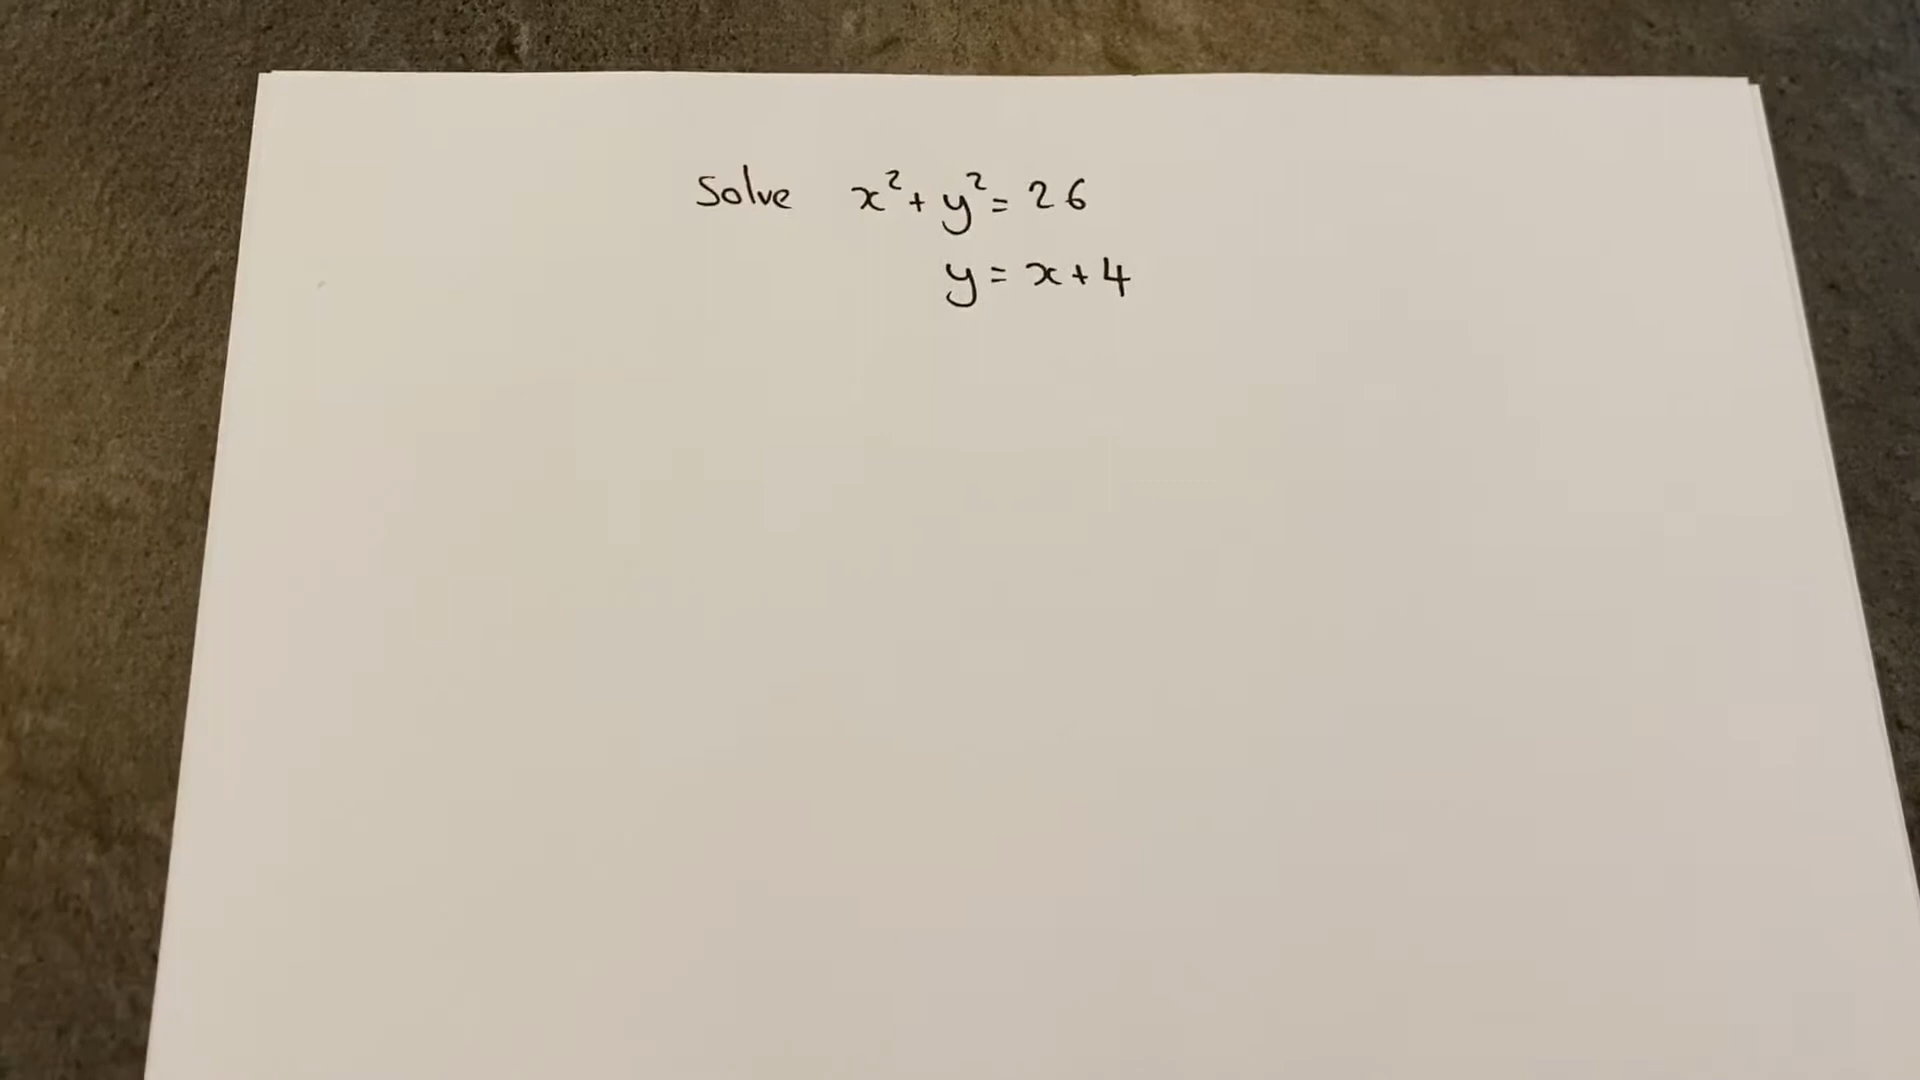 Solve x² + y² = 26
y = x + 4